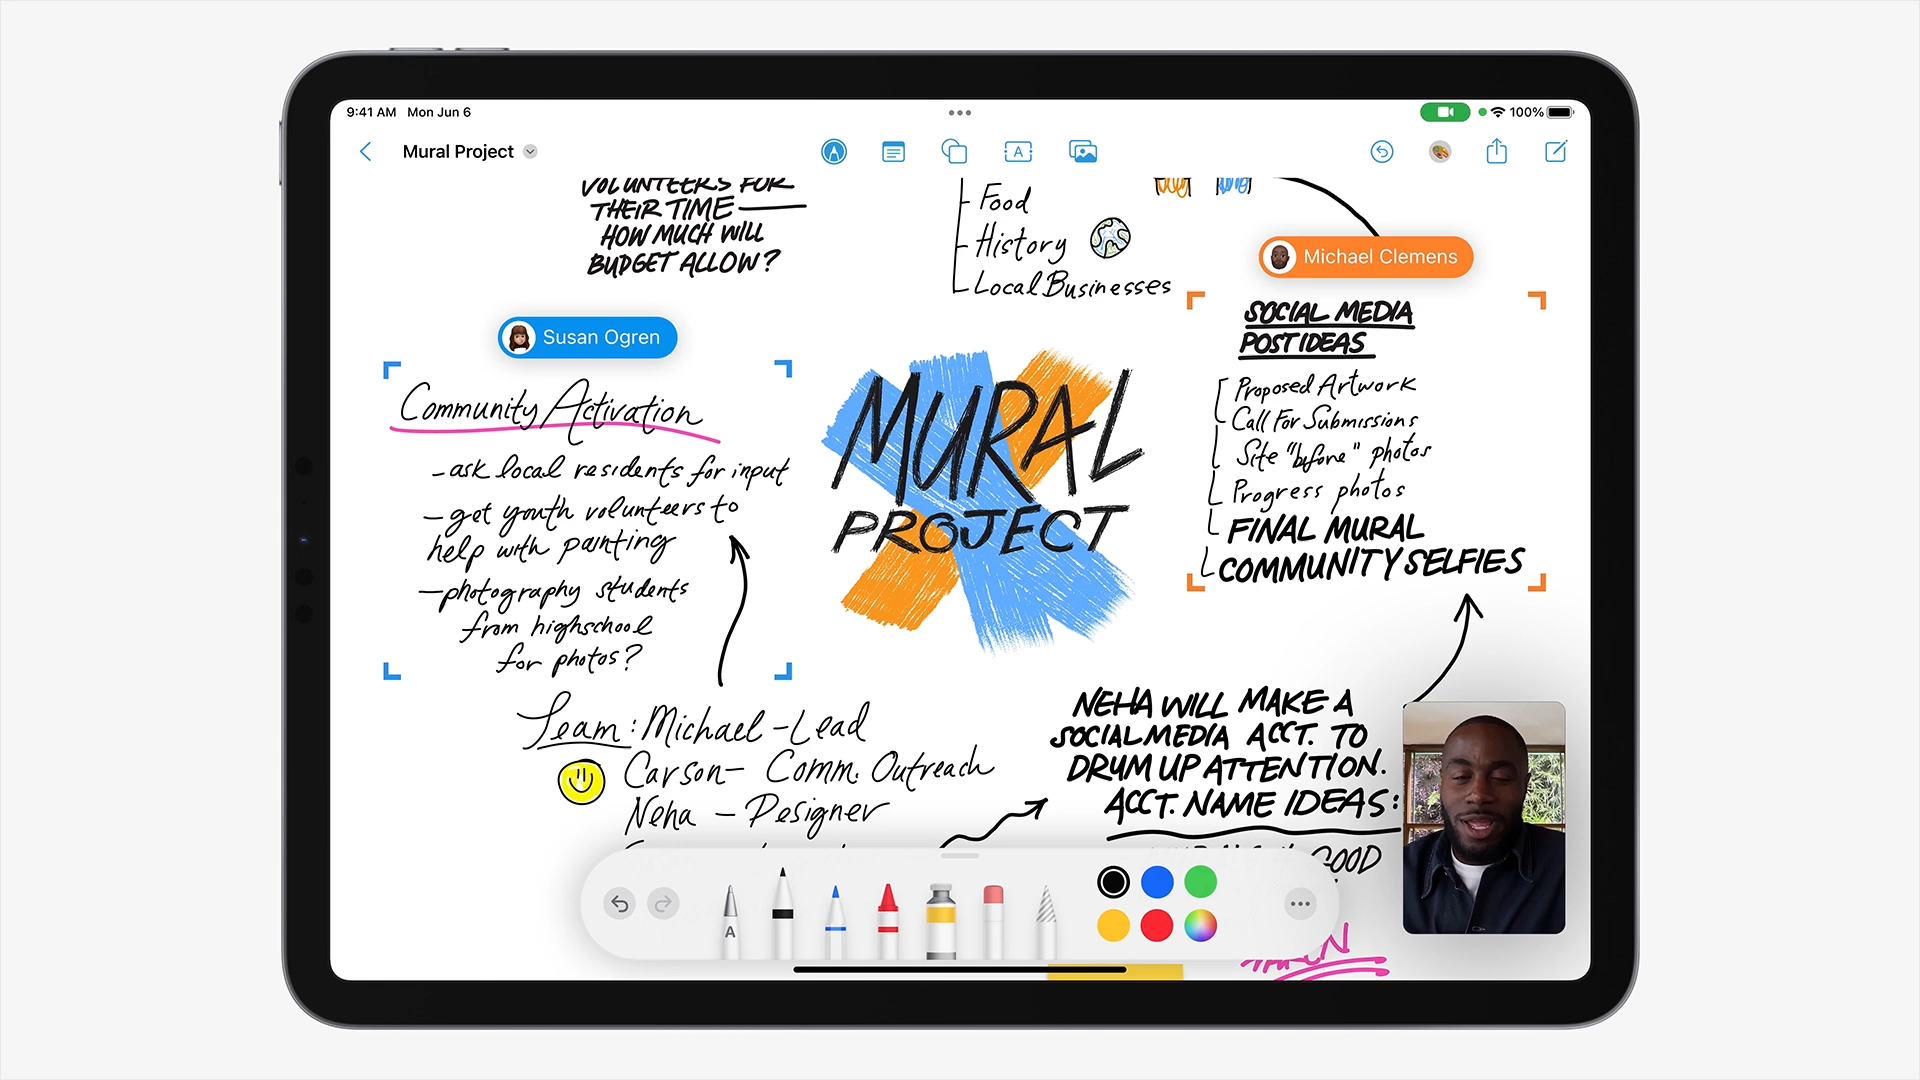 9:41 AM Mon Jun 6
100%
Mural Project
A
VOLUNTEERS FOR
THEIR TIME
HOW MUCH WILL
BUDGET ALLOW?
Food
History
Local Businesses
Michael Clemens
SOCIAL MEDIA
POST IDEAS
Proposed Artwork
Call For Submissions
Site "before" photos
Progress photos
FINAL MURAL
COMMUNITY SELFIES
Susan Ogren
Community Activation
- ask local residents for input
- get youth volunteers to
help with painting
- photography students
from highschool
for photos?
MURAL
PROJECT
Team: Michael - Lead
Carson - Comm. Outreach
Neha - Designer
NEHA WILL MAKE A
SOCIAL MEDIA ACCT. TO
DRUM UP ATTENTION.
ACCT. NAME IDEAS:
GOOD
A